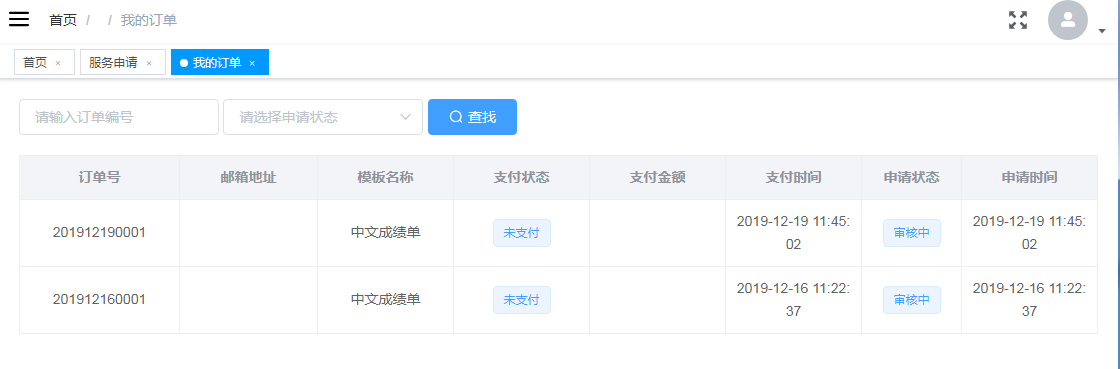 首页 / / 我的订单
首页 × 服务申请 × 我的订单 ×
请输入订单编号 请选择申请状态 查找
订单号 邮箱地址 模板名称 支付状态 支付金额 支付时间 申请状态 申请时间
201912190001 中文成绩单 未支付 2019-12-19 11:45:02 审核中 2019-12-19 11:45:02
201912160001 中文成绩单 未支付 2019-12-16 11:22:37 审核中 2019-12-16 11:22:37